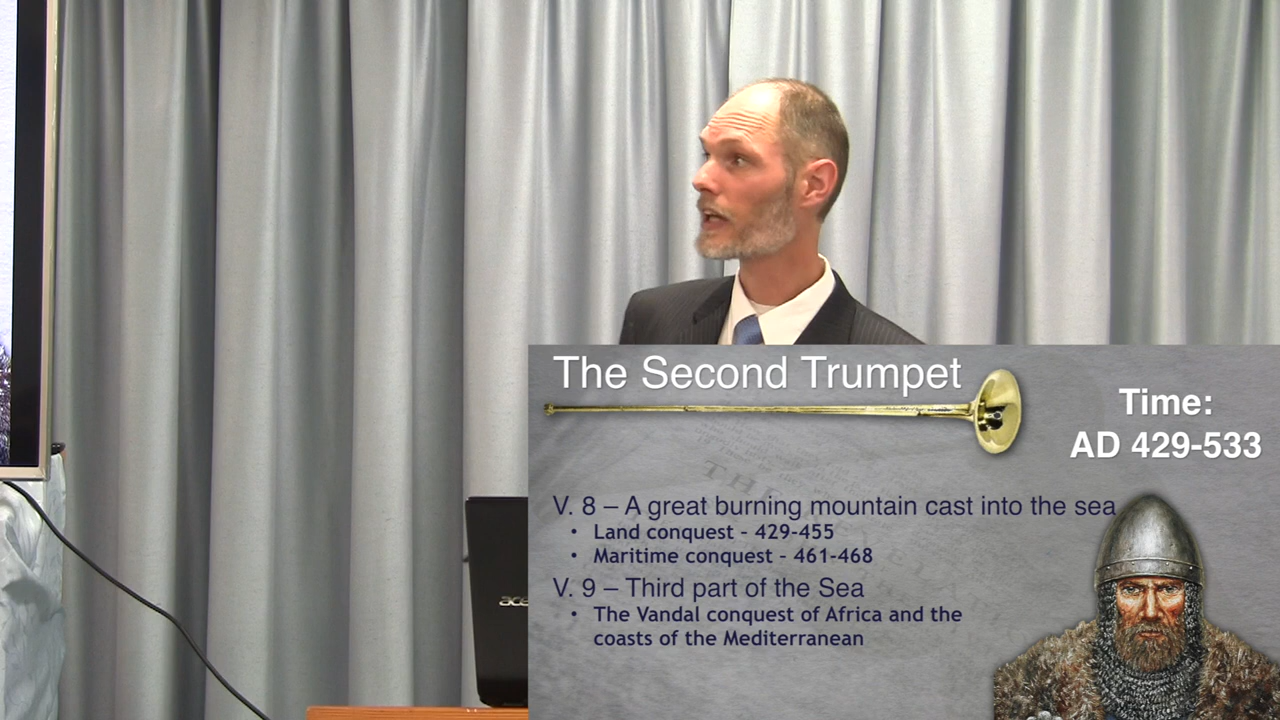 The Second Trumpet
Time:
AD 429-533
V. 8 – A great burning mountain cast into the sea
• Land conquest - 429-455
• Maritime conquest - 461-468
V. 9 – Third part of the Sea
• The Vandal conquest of Africa and the
coasts of the Mediterranean
acer